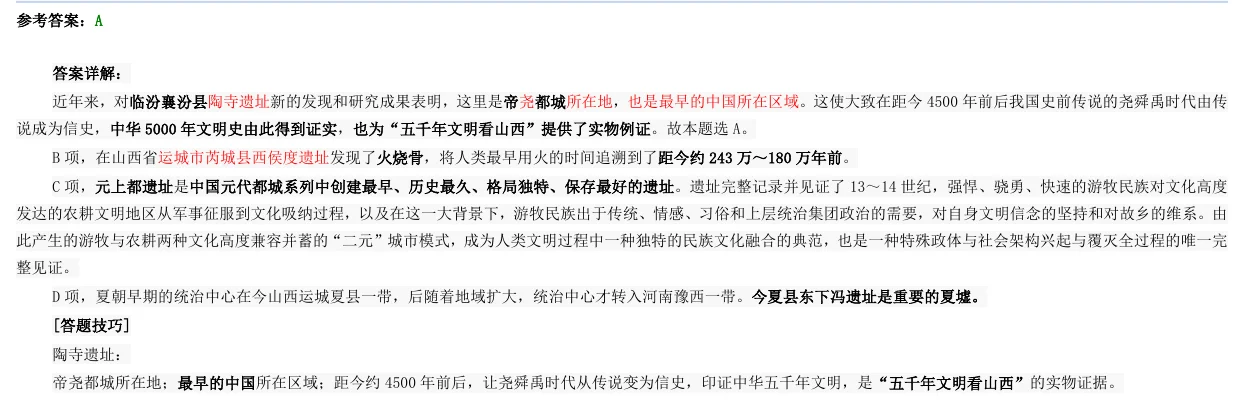 参考答案：A
答案详解：
近年来，对临汾襄汾县陶寺遗址新的发现和研究成果表明，这里是帝尧都城所在地，也是最早的中国所在区域。这使大致在距今 4500 年前后我国史前传说的尧舜禹时代由传
说成为信史，中华 5000 年文明史由此得到证实，也为“五千年文明看山西”提供了实物例证。故本题选 A。
B 项，在山西省运城市芮城县西侯度遗址发现了火烧骨，将人类最早用火的时间追溯到了距今约 243 万～180 万年前。
C 项，元上都遗址是中国元代都城系列中创建最早、历史最久、格局独特、保存最好的遗址。遗址完整记录并见证了 13～14 世纪，强悍、骁勇、快速的游牧民族对文化高度
发达的农耕文明地区从军事征服到文化吸纳过程，以及在这一大背景下，游牧民族出于传统、情感、习俗和上层统治集团政治的需要，对自身文明信念的坚持和对故乡的维系。由
此产生的游牧与农耕两种文化高度兼容并蓄的“二元”城市模式，成为人类文明过程中一种独特的民族文化融合的典范，也是一种特殊政体与社会架构兴起与覆灭全过程的唯一完
整见证。
D 项，夏朝早期的统治中心在今山西运城夏县一带，后随着地域扩大，统治中心才转入河南豫西一带。今夏县东下冯遗址是重要的夏墟。
[答题技巧]
陶寺遗址：
帝尧都城所在地；最早的中国所在区域；距今约 4500 年前后，让尧舜禹时代从传说变为信史，印证中华五千年文明，是“五千年文明看山西”的实物证据。